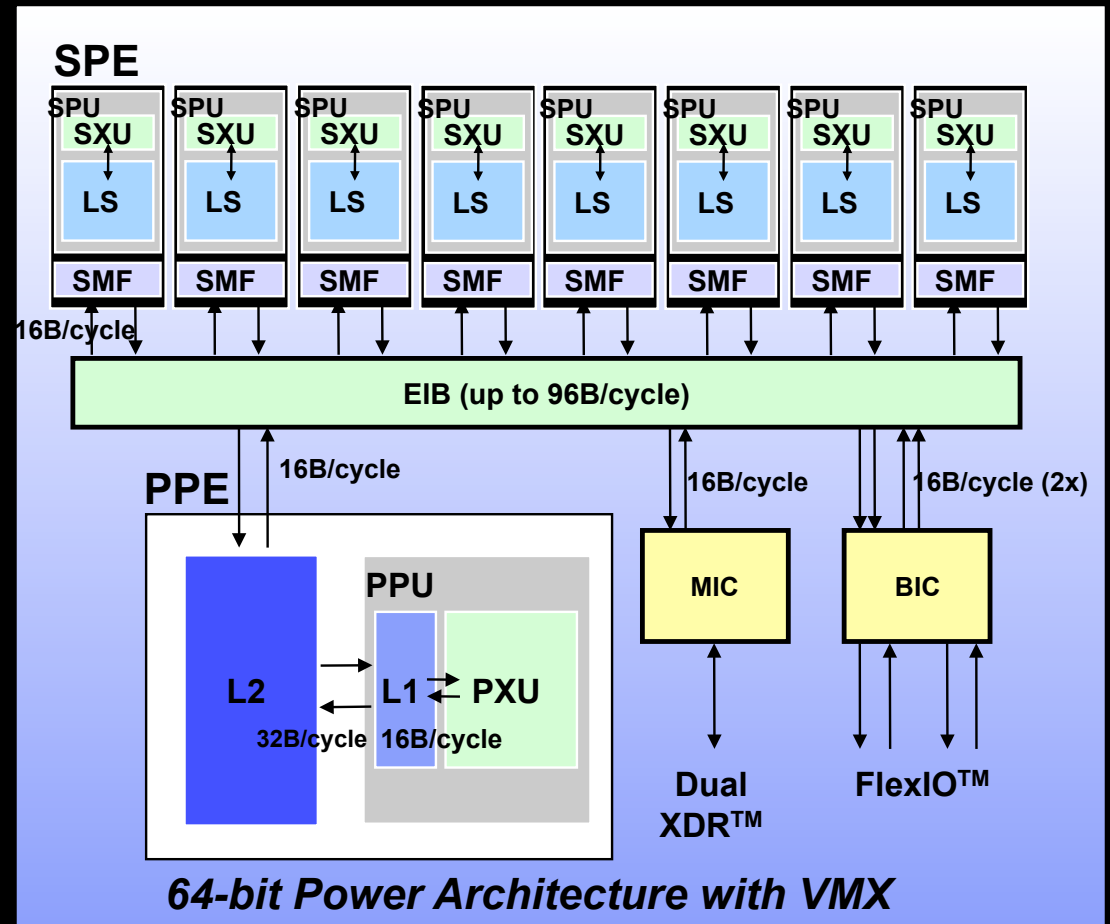 SPE
SPU SPU SPU SPU SPU SPU SPU SPU
SXU SXU SXU SXU SXU SXU SXU SXU
LS LS LS LS LS LS LS LS
SMF SMF SMF SMF SMF SMF SMF SMF
16B/cycle
EIB (up to 96B/cycle)
16B/cycle 16B/cycle 16B/cycle (2x)
PPE
PPU
MIC BIC
L2 L1 PXU
32B/cycle 16B/cycle
Dual FlexIO™
XDR™
64-bit Power Architecture with VMX